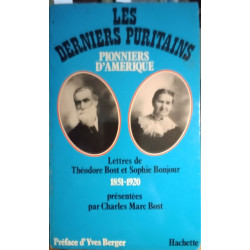 LES
DERNIERS PURITAINS
PIONNIERS
D'AMERIQUE
Lettres de
Théodore Bost et Sophie Bonjour
1851-1920
présentées
par Charles Marc Bost
Préface d'Yves Berger
Hachette